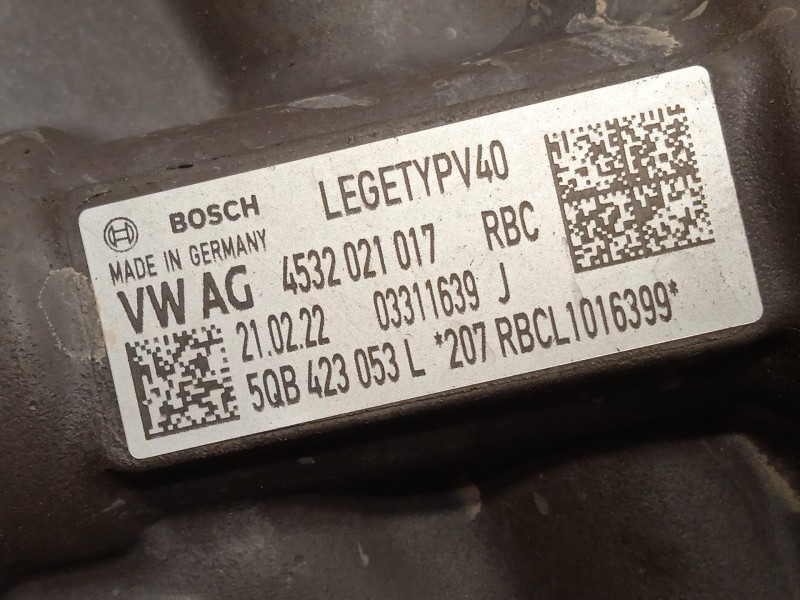 BOSCH
LEGETYPV40
MADE IN GERMANY
4532 021 017 RBC
VW AG
21.02.22 03311639 J
5QB 423 053 L *207 RBCL1016399*